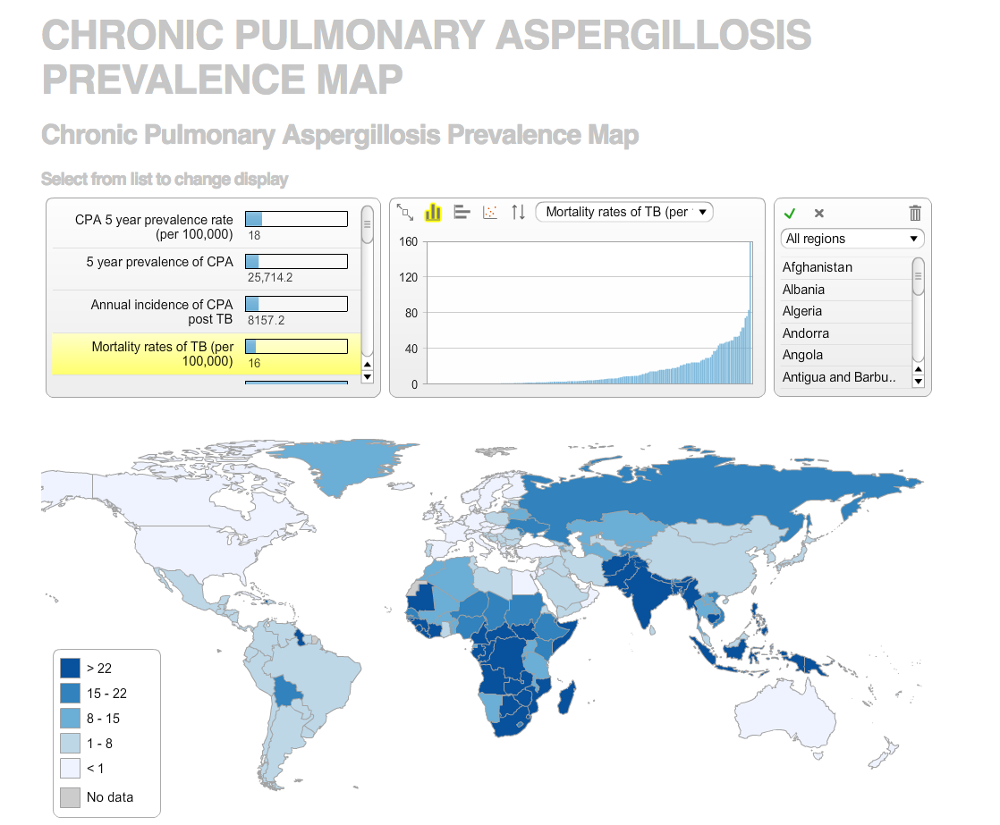 CHRONIC PULMONARY ASPERGILLOSIS
PREVALENCE MAP
Chronic Pulmonary Aspergillosis Prevalence Map
Select from list to change display
CPA 5 year prevalence rate
(per 100,000)
18
5 year prevalence of CPA
25,714.2
Annual incidence of CPA
post TB
8157.2
Mortality rates of TB (per
100,000)
16
Mortality rates of TB (per
160
120
80
40
0
All regions
Afghanistan
Albania
Algeria
Andorra
Angola
Antigua and Barbu..
> 22
15 - 22
8 - 15
1 - 8
< 1
No data